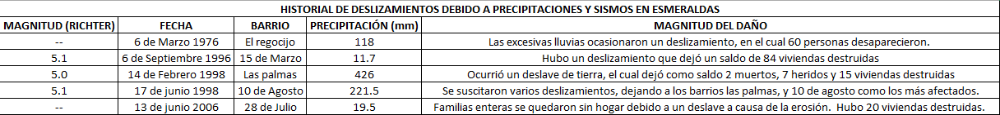 HISTORIAL DE DESLIZAMIENTOS DEBIDO A PRECIPITACIONES Y SISMOS EN ESMERALDAS
MAGNITUD (RICHTER) FECHA BARRIO PRECIPITACIÓN (mm) MAGNITUD DEL DAÑO
-- 6 de Marzo 1976 El regocijo 118 Las excesivas lluvias ocasionaron un deslizamiento, en el cual 60 personas desaparecieron.
5.1 6 de Septiembre 1996 15 de Marzo 11.7 Hubo un deslizamiento que dejó un saldo de 84 viviendas destruidas
5.0 14 de Febrero 1998 Las palmas 426 Ocurrió un deslave de tierra, el cual dejó como saldo 2 muertos, 7 heridos y 15 viviendas destruidas
5.1 17 de junio 1998 10 de Agosto 221.5 Se suscitaron varios deslizamientos, dejando a los barrios las palmas, y 10 de agosto como los más afectados.
-- 13 de junio 2006 28 de Julio 19.5 Familias enteras se quedaron sin hogar debido a un deslave a causa de la erosión. Hubo 20 viviendas destruidas.